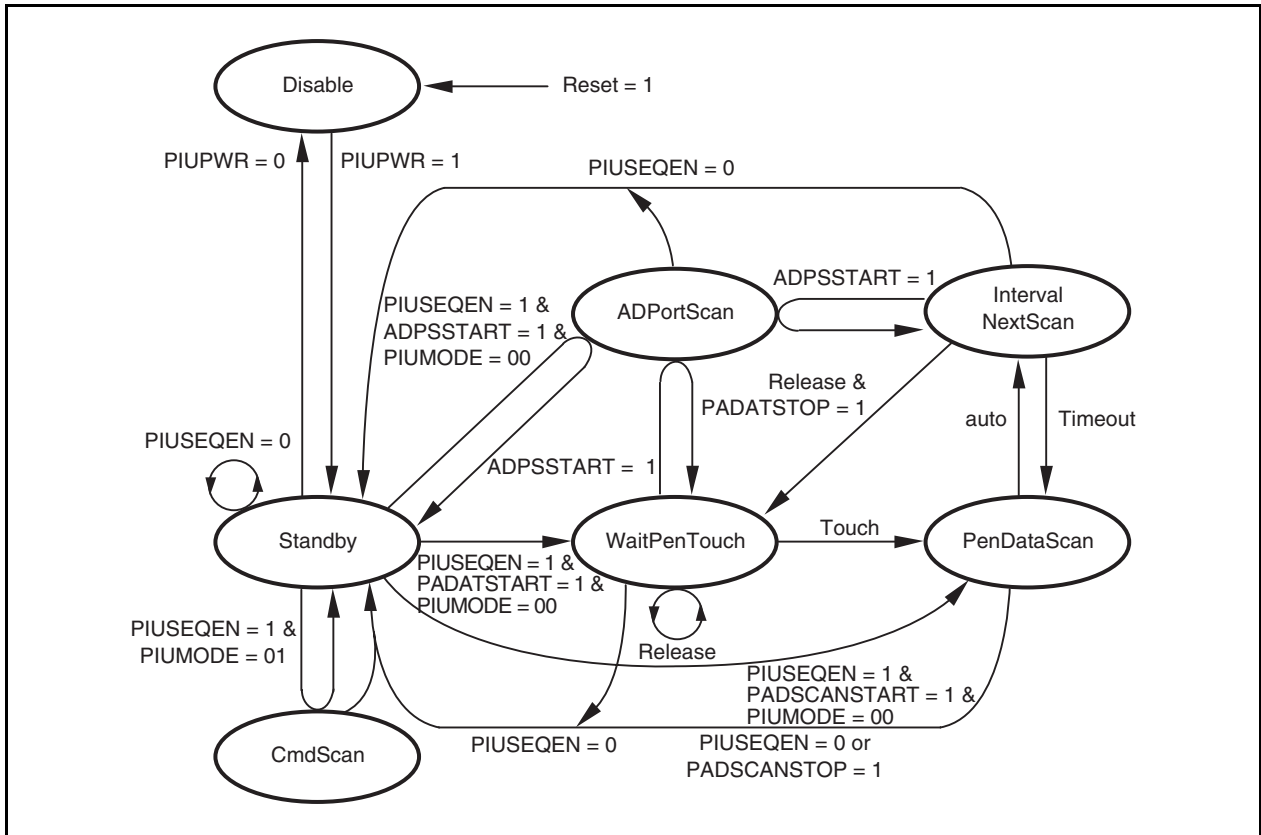 Disable
Reset = 1
PIUPWR = 0
PIUPWR = 1
PIUSEQEN = 0
ADPSSTART = 1
Interval
NextScan
ADPortScan
PIUSEQEN = 1 &
ADPSSTART = 1 &
PIUMODE = 00
Release &
PADATSTOP = 1
auto
Timeout
PIUSEQEN = 0
ADPSSTART = 1
Standby
WaitPenTouch
Touch
PenDataScan
PIUSEQEN = 1 &
PADATSTART = 1 &
PIUMODE = 00
PIUSEQEN = 1 &
PIUMODE = 01
Release
PIUSEQEN = 1 &
PADSCANSTART = 1 &
PIUMODE = 00
CmdScan
PIUSEQEN = 0
PIUSEQEN = 0 or
PADSCANSTOP = 1